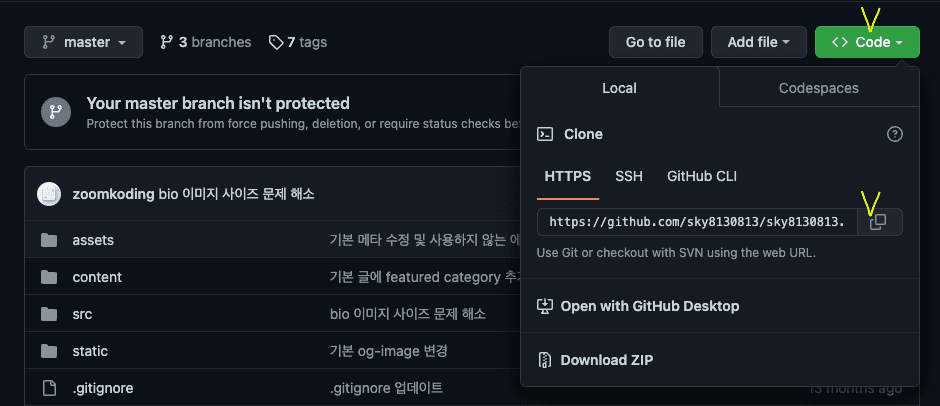 master 3 branches 7 tags Go to file Add file <> Code
Local Codespaces
Your master branch isn't protected
Protect this branch from force pushing, deletion, or require status checks
Clone
HTTPS SSH GitHub CLI
https://github.com/sky8130813/sky8130813.
Use Git or checkout with SVN using the web URL.
Open with GitHub Desktop
Download ZIP
zoomkoding bio 이미지 사이즈 문제 해소
assets 기본 메타 수정 및 사용하지 않는
content 기본 글에 featured category
src bio 이미지 사이즈 문제 해소
static 기본 og-image 변경
.gitignore .gitignore 업데이트 13 months ago